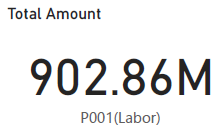 Total Amount
902.86M
P001(Labor)